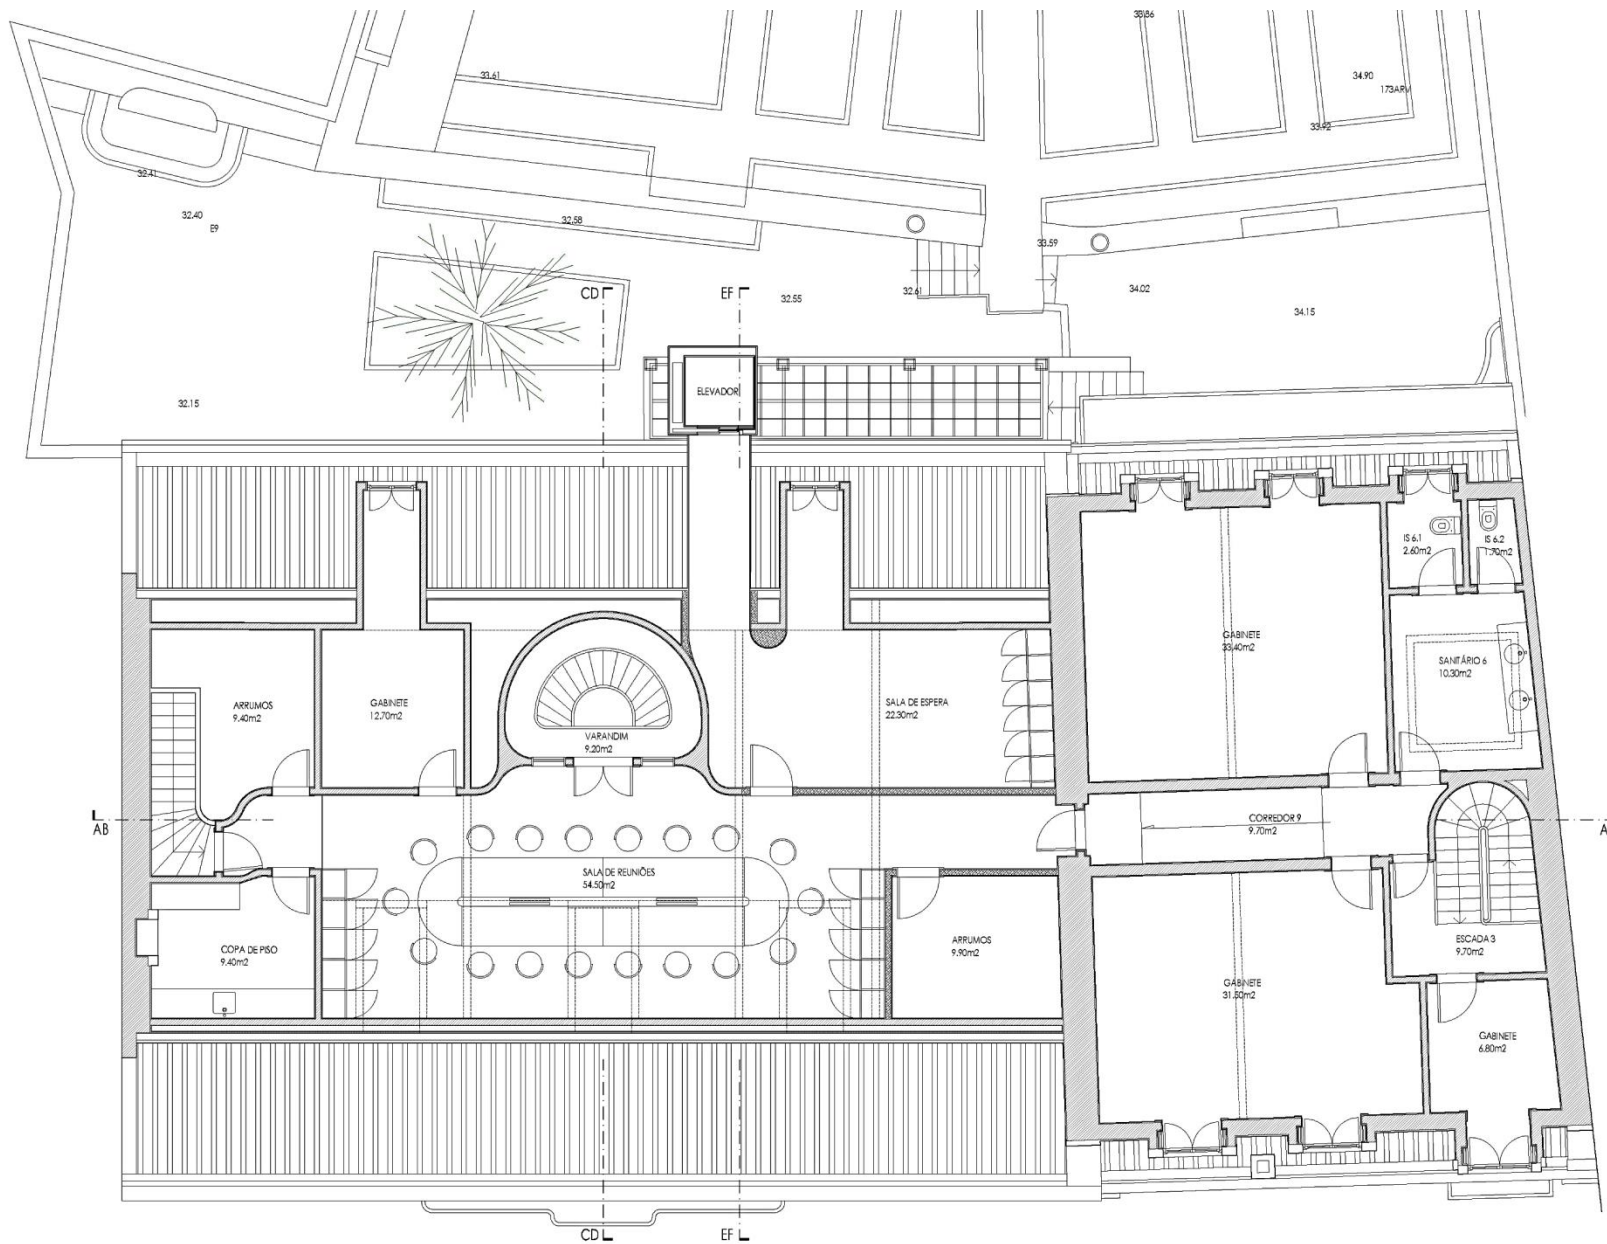 33.86
33.61
34.90
173ARV
33.92
32.41
32.40
E9
32.58
33.59
CD
EF
32.55
32.61
34.02
34.15
ELEVADOR
32.15
IS 6.1
2.60m2
IS 6.2
1.70m2
GABINETE
33.40m2
SANITÁRIO 6
10.30m2
ARRUMOS
9.40m2
GABINETE
12.70m2
SALA DE ESPERA
22.30m2
VARANDIM
9.20m2
AB
CORREDOR 9
9.70m2
A
SALA DE REUNIÕES
54.50m2
COPA DE PISO
9.40m2
ARRUMOS
9.90m2
ESCADA 3
9.70m2
GABINETE
31.50m2
GABINETE
6.80m2
CD
EF